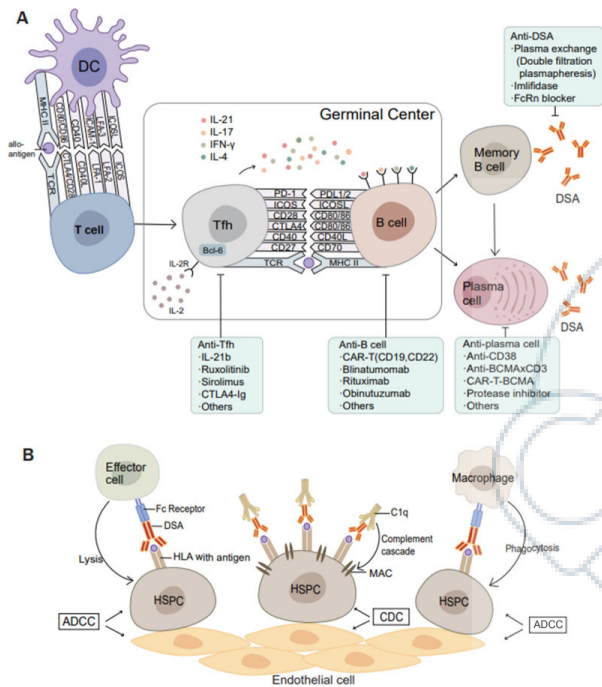 A
DC
MHC II
CD80/CD86
CD40
ICAM-1
LFA-3
ICOSL
allo-
antigen
TCR
CTLA4/CD28
CD40L
LFA-1
LFA-2
ICOS
T cell
IL-21
IL-17
IFN-γ
IL-4
Germinal Center
Tfh
Bcl-6
IL-2R
IL-2
PD-1
PDL1/2
ICOS
ICOSL
CD28
CD80/86
CTLA4
CD80/86
CD40
CD40L
CD27
CD70
TCR
MHC II
B cell
Anti-DSA
·Plasma exchange
(Double filtration
plasmapheresis)
·Imlifidase
·FcRn blocker
Memory
B cell
DSA
Plasma
cell
DSA
Anti-Tfh
·IL-21b
·Ruxolitinib
·Sirolimus
·CTLA4-Ig
·Others
Anti-B cell
·CAR-T(CD19,CD22)
·Blinatumomab
·Rituximab
·Obinutuzumab
·Others
Anti-plasma cell
·Anti-CD38
·Anti-BCMAxCD3
·CAR-T-BCMA
·Protease inhibitor
·Others
B
Effector
cell
Fc Receptor
DSA
HLA with antigen
Lysis
HSPC
ADCC
C1q
Complement
cascade
MAC
HSPC
CDC
Macrophage
Phagocytosis
HSPC
ADCC
Endothelial cell